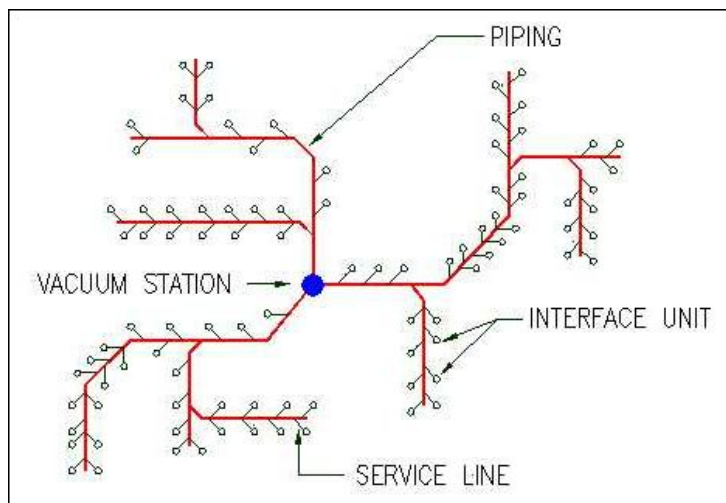 PIPING
VACUUM STATION
INTERFACE UNIT
SERVICE LINE